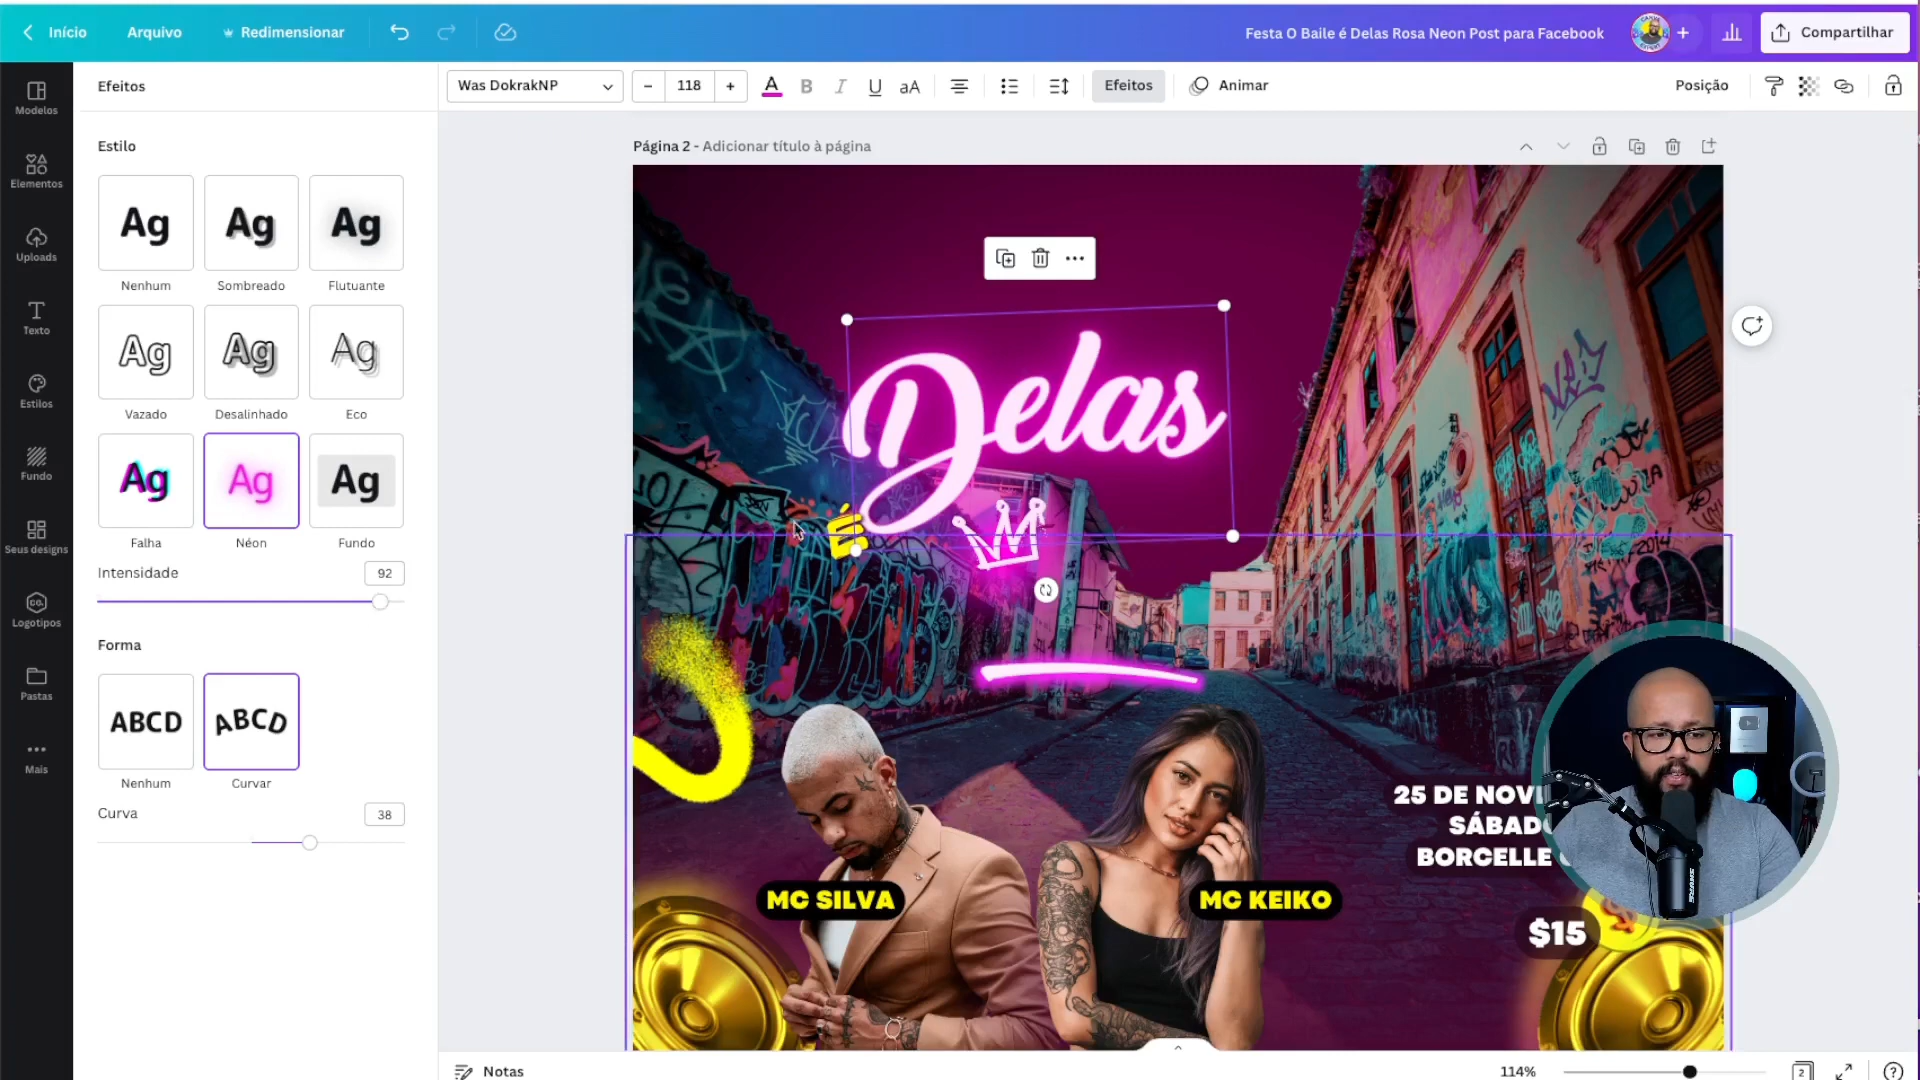 Início
Arquivo
Redimensionar
Festa O Baile é Delas Rosa Neon Post para Facebook
Compartilhar
Modelos
Elementos
Uploads
Texto
Estilos
Fundo
Seus designs
Logotipos
Pastas
Mais
Efeitos
Estilo
Ag
Ag
Ag
Nenhum
Sombreado
Flutuante
Ag
Ag
Ag
Vazado
Desalinhado
Eco
Ag
Ag
Ag
Falha
Néon
Fundo
Intensidade
92
Forma
ABCD
ABCD
Nenhum
Curvar
Curva
38
Was DokrakNP
118
A
B
I
U
aA
Efeitos
Animar
Posição
Página 2 - Adicionar título à página
Delas
É
25 DE NOV
SÁBADO
BORCELLE
MC SILVA
MC KEIKO
$15
Notas
114%
2